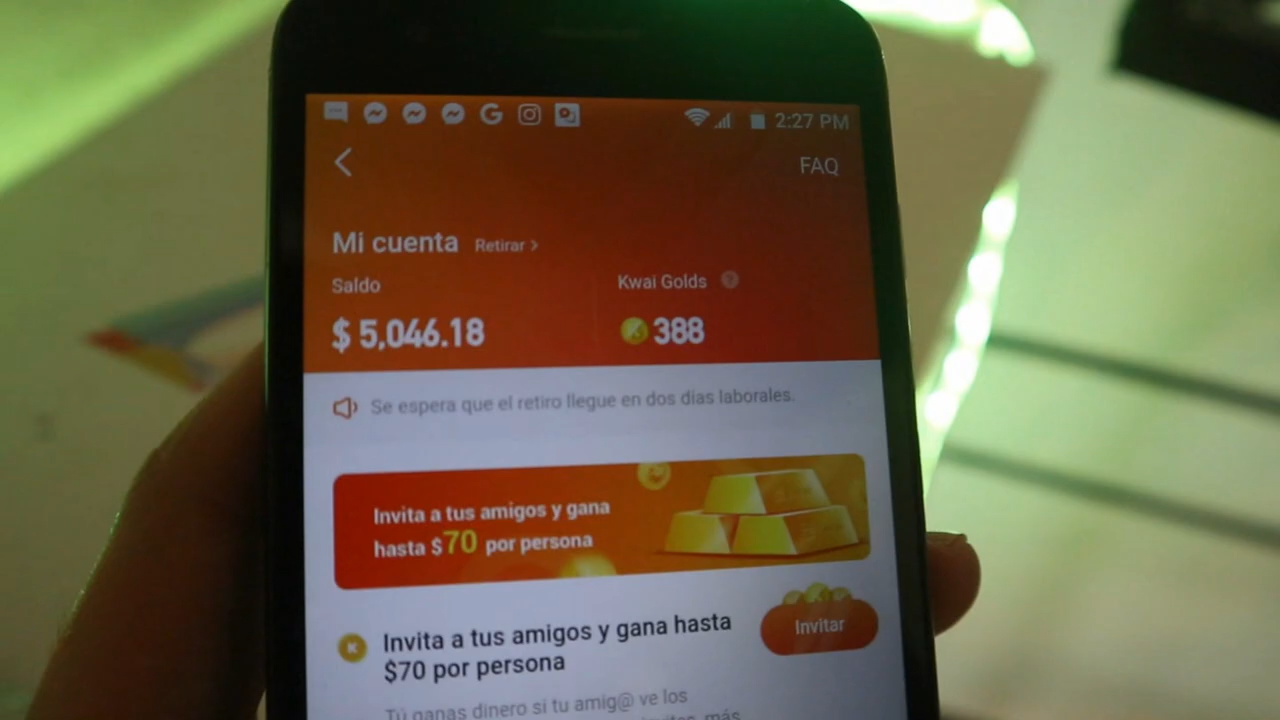 2:27 PM
FAQ
Mi cuenta Retirar >
Saldo
Kwai Golds ?
$ 5,046.18
388
Se espera que el retiro llegue en dos días laborales.
Invita a tus amigos y gana
hasta $70 por persona
Invita a tus amigos y gana hasta
$70 por persona
Invitar
Tú ganas dinero si tu amig@ ve los
más